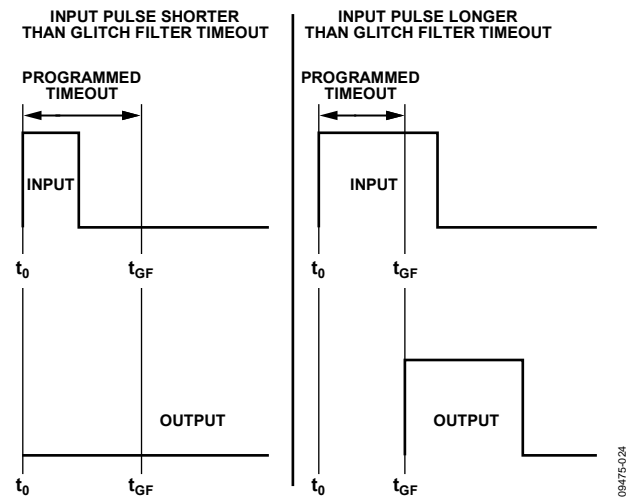 INPUT PULSE SHORTER
THAN GLITCH FILTER TIMEOUT
PROGRAMMED
TIMEOUT
INPUT
t0
tGF
OUTPUT
t0
tGF
INPUT PULSE LONGER
THAN GLITCH FILTER TIMEOUT
PROGRAMMED
TIMEOUT
INPUT
t0
tGF
OUTPUT
t0
tGF
09475-024